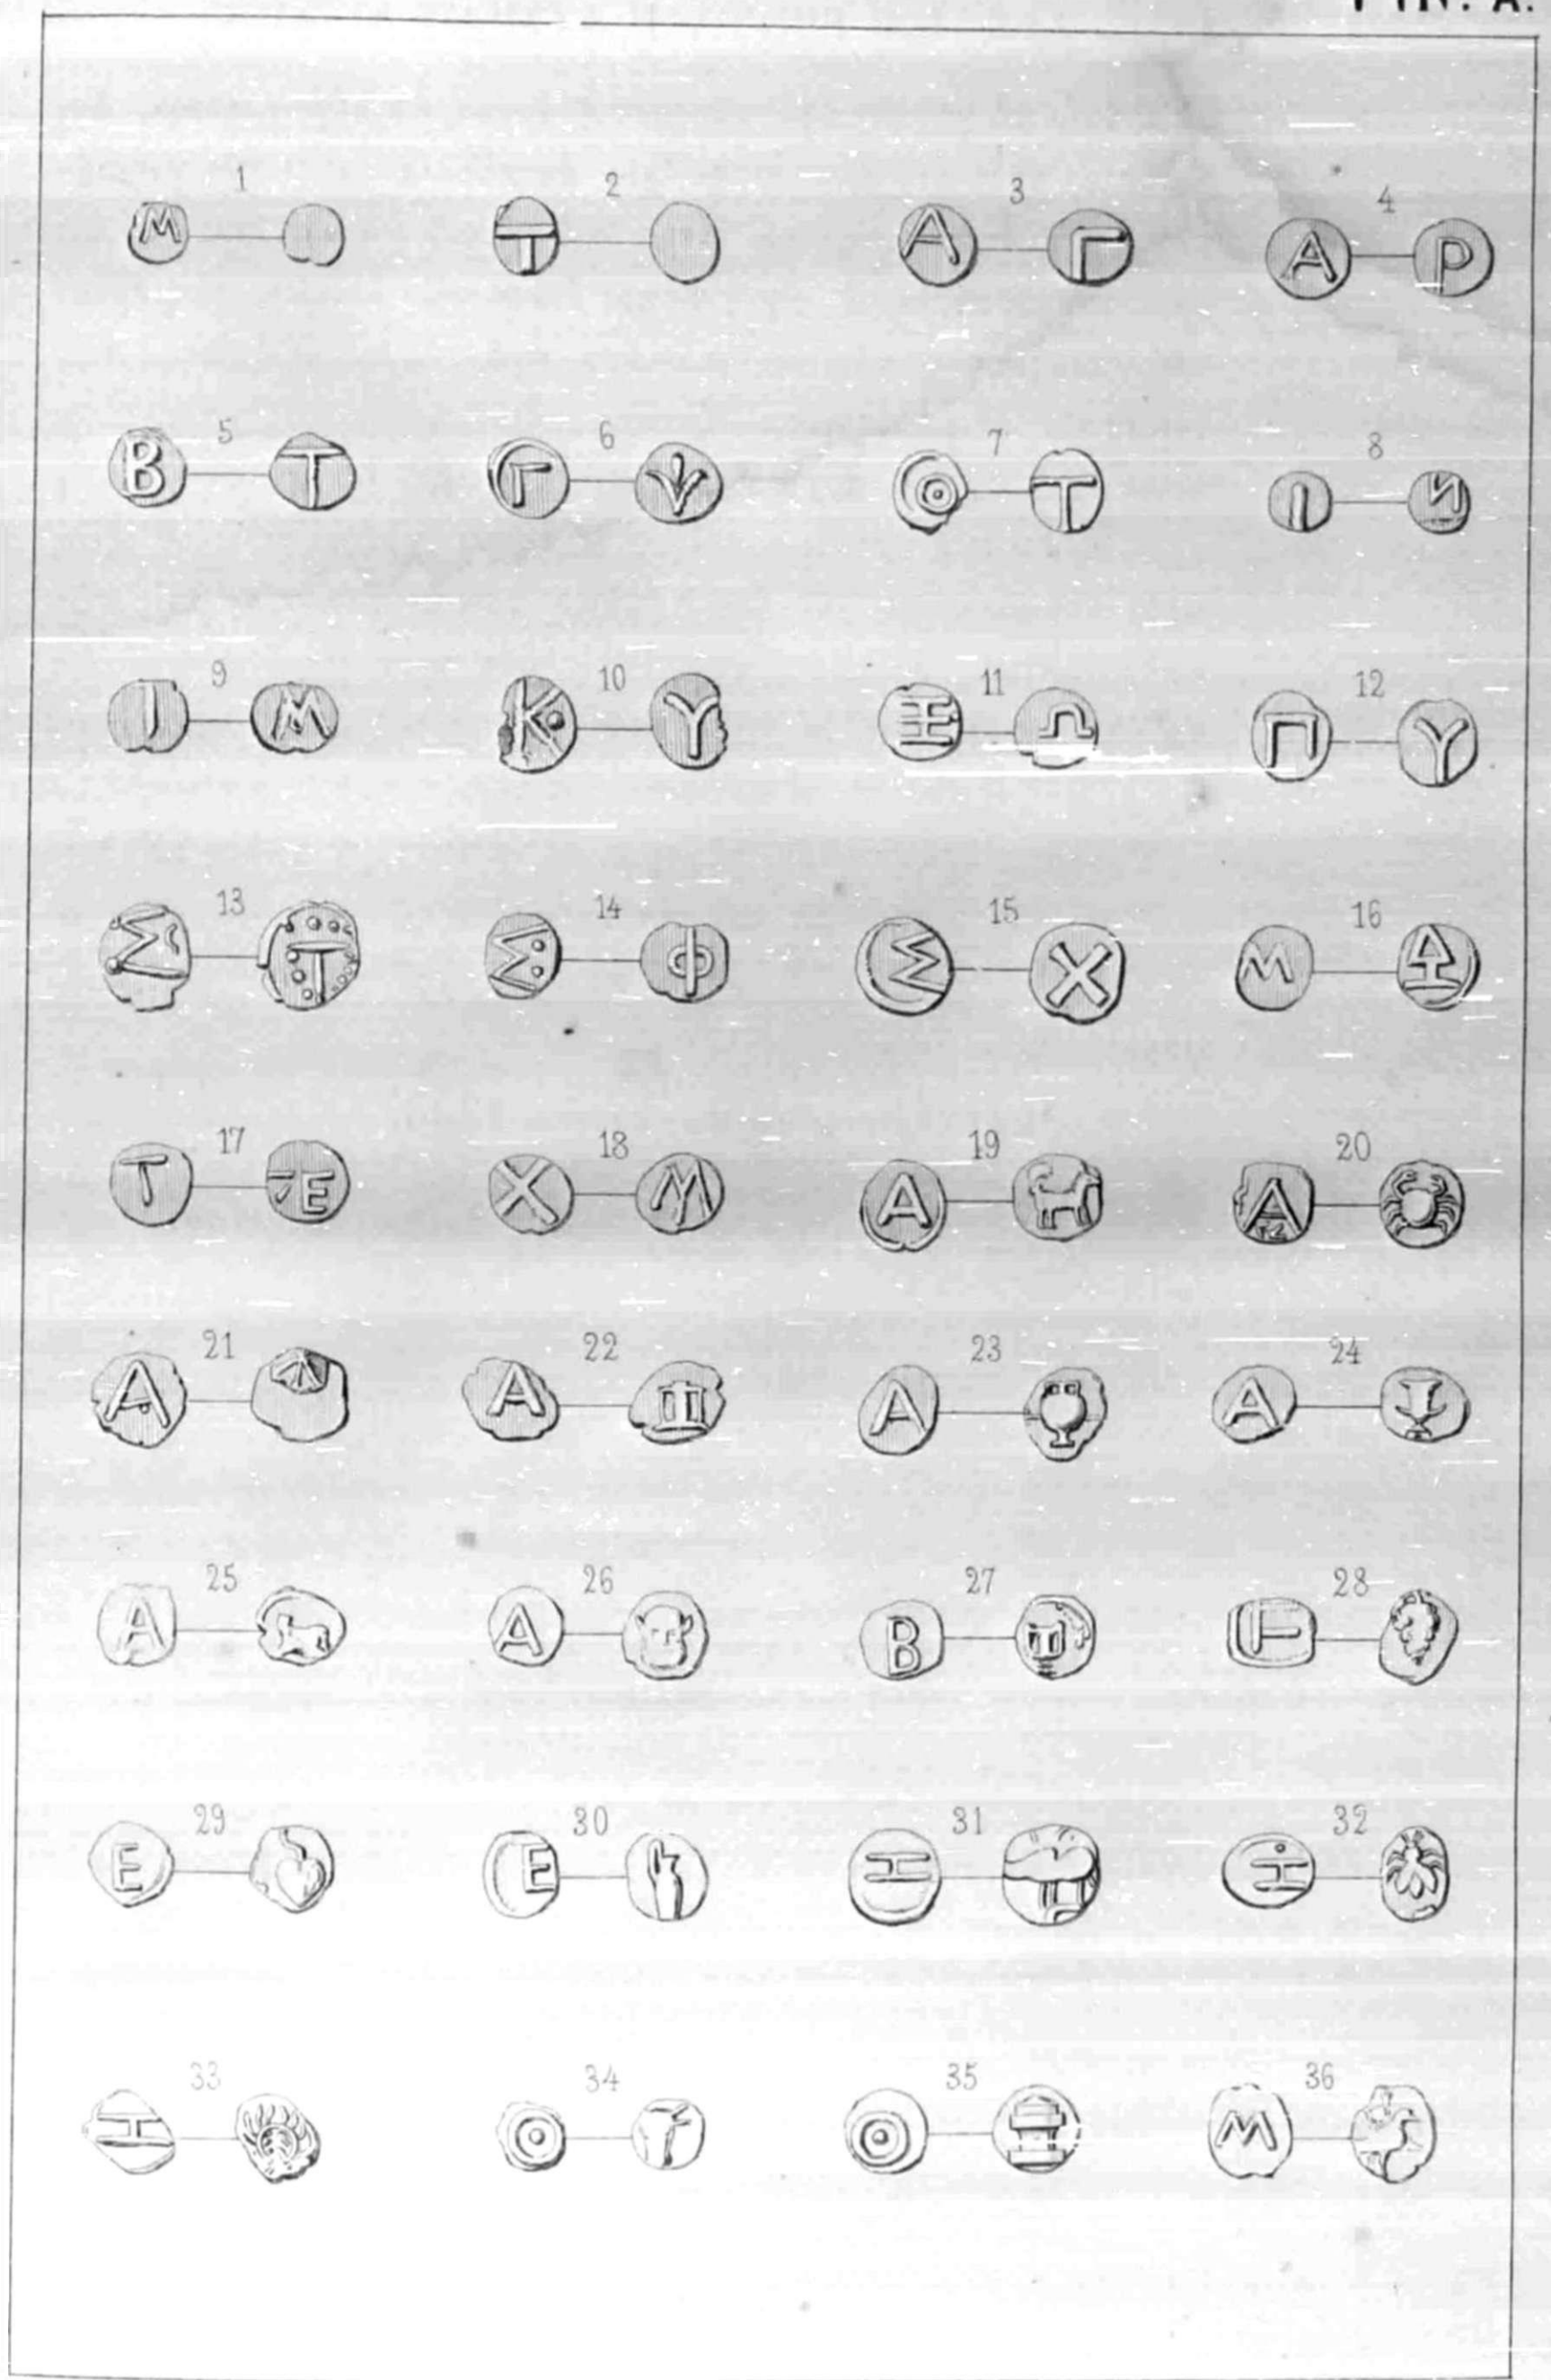 ΠΙΝ. Α.
1 2 3 4
Μ Τ Α Γ Α Ρ
5 6 7 8
Β Τ Γ Τ Ι И
9 10 11 12
Ι Μ Κ Υ Ξ Ω Π Υ
13 14 15 16
Σ Τ Σ Φ Σ Χ Μ
17 18 19 20
Τ Ε Χ Μ Α Α
21 22 23 24
Α Α Α Α
25 26 27 28
Α Α Β Γ
29 30 31 32
Ε Ε Η Η
33 34 35 36
Η Μ